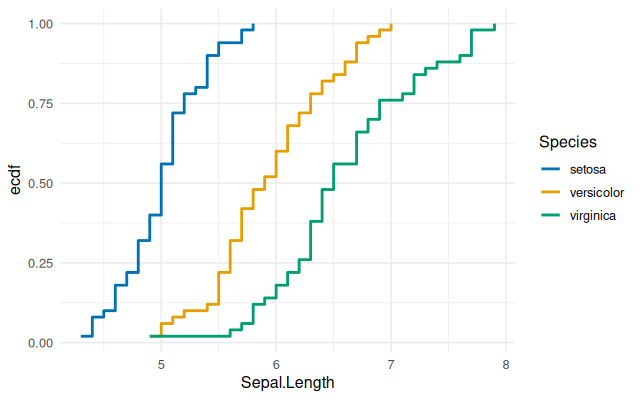 1.00
0.75
0.50
0.25
0.00
ecdf
5
6
7
8
Sepal.Length
Species
setosa
versicolor
virginica